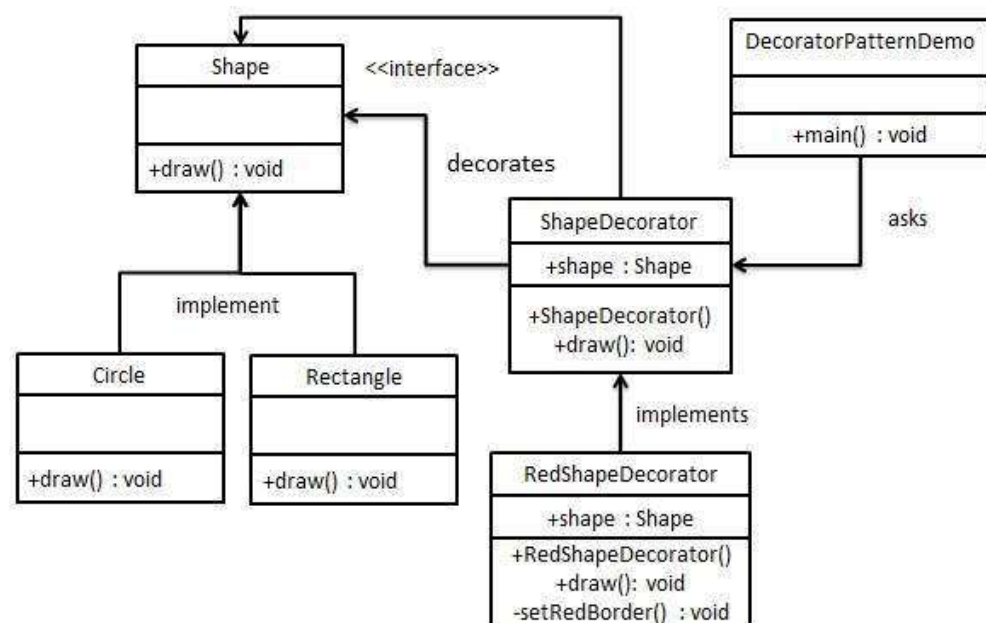 Shape
<<interface>>
+draw() : void
decorates
DecoratorPatternDemo
+main() : void
asks
ShapeDecorator
+shape : Shape
+ShapeDecorator()
+draw(): void
implement
Circle
+draw() : void
Rectangle
+draw() : void
implements
RedShapeDecorator
+shape : Shape
+RedShapeDecorator()
+draw(): void
-setRedBorder() : void